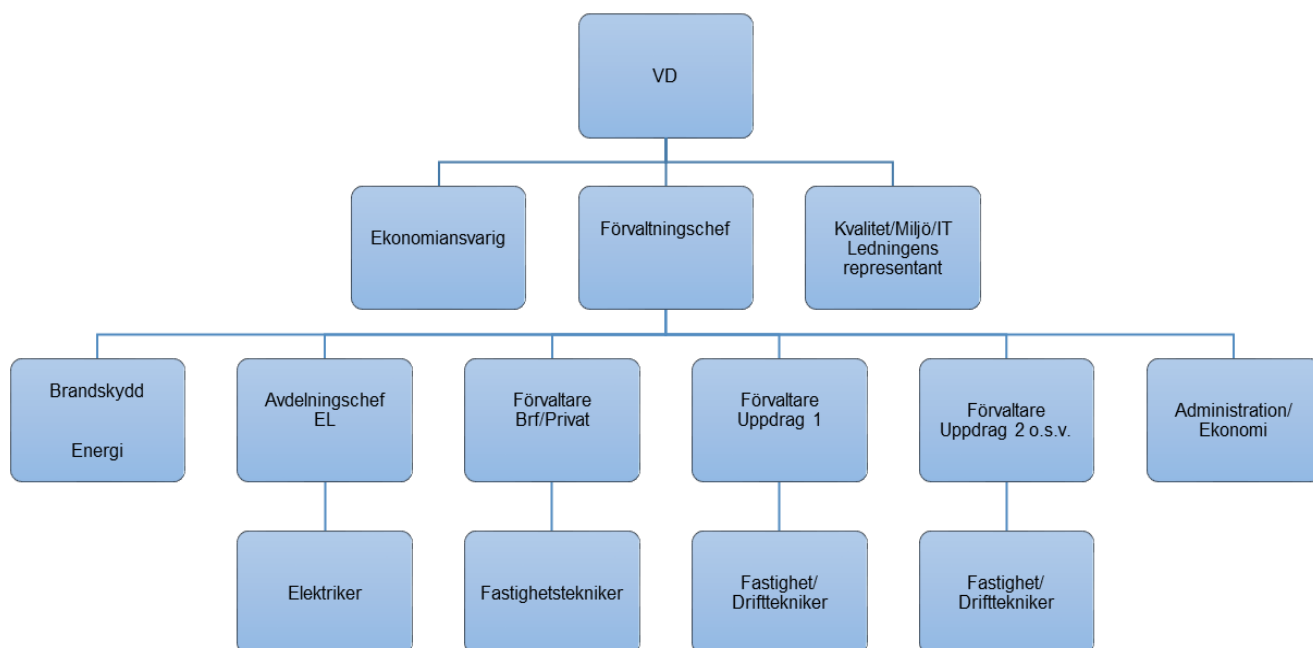 VD
Ekonomiansvarig
Förvaltningschef
Kvalitet/Miljö/IT
Ledningens
representant
Brandskydd
Energi
Avdelningschef
EL
Förvaltare
Brf/Privat
Förvaltare
Uppdrag 1
Förvaltare
Uppdrag 2 o.s.v.
Administration/
Ekonomi
Elektriker
Fastighetstekniker
Fastighet/
Drifttekniker
Fastighet/
Drifttekniker